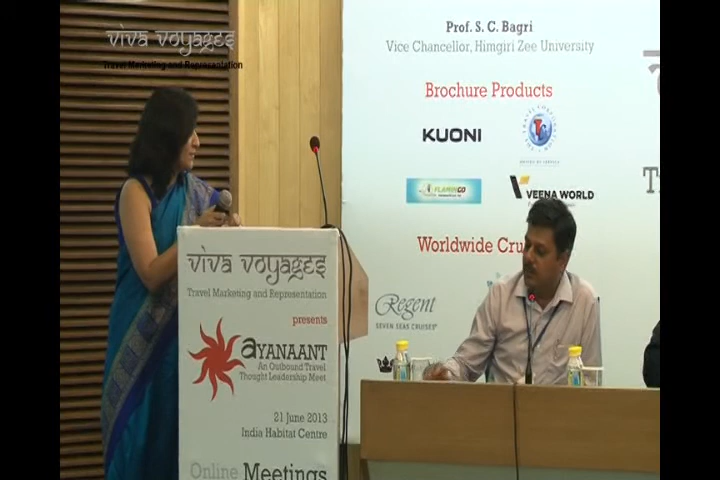 viva voyages
Travel Marketing and Representation
Prof. S. C. Bagri
Vice Chancellor, Himgiri Zee University
Brochure Products
KUONI
FLAMINGO
VEENA WORLD
Worldwide Cru
Regent
SEVEN SEAS CRUISES
viva voyages
Travel Marketing and Representation
presents
AYANAANT
An Outbound Travel
Thought Leadership Meet
21 June 2013
India Habitat Centre
Online Meetings